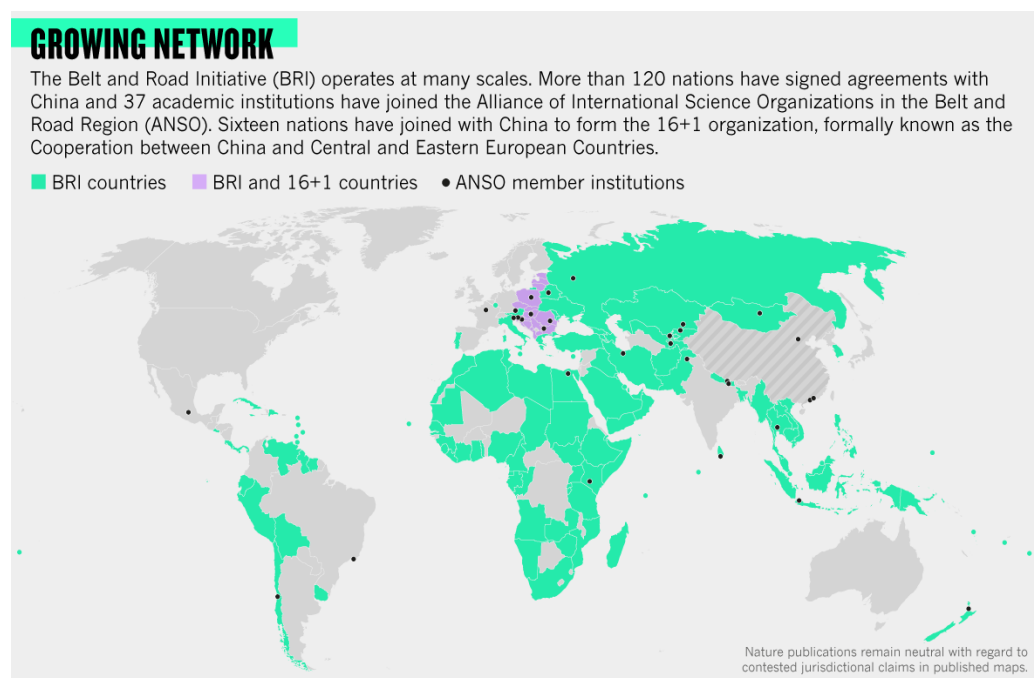 GROWING NETWORK
The Belt and Road Initiative (BRI) operates at many scales. More than 120 nations have signed agreements with
China and 37 academic institutions have joined the Alliance of International Science Organizations in the Belt and
Road Region (ANSO). Sixteen nations have joined with China to form the 16+1 organization, formally known as the
Cooperation between China and Central and Eastern European Countries.
BRI countries BRI and 16+1 countries ANSO member institutions
Nature publications remain neutral with regard to
contested jurisdictional claims in published maps.